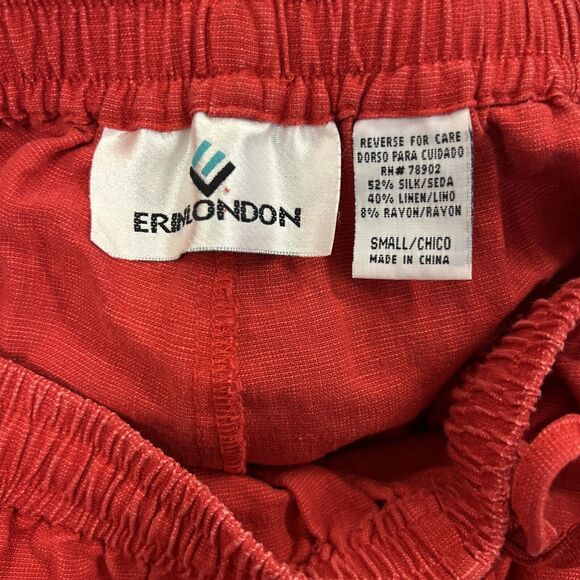 ERIN LONDON
REVERSE FOR CARE
DORSO PARA CUIDADO
RN# 78902
52% SILK/SEDA
40% LINEN/LINO
8% RAYON/RAYON
SMALL/CHICO
MADE IN CHINA